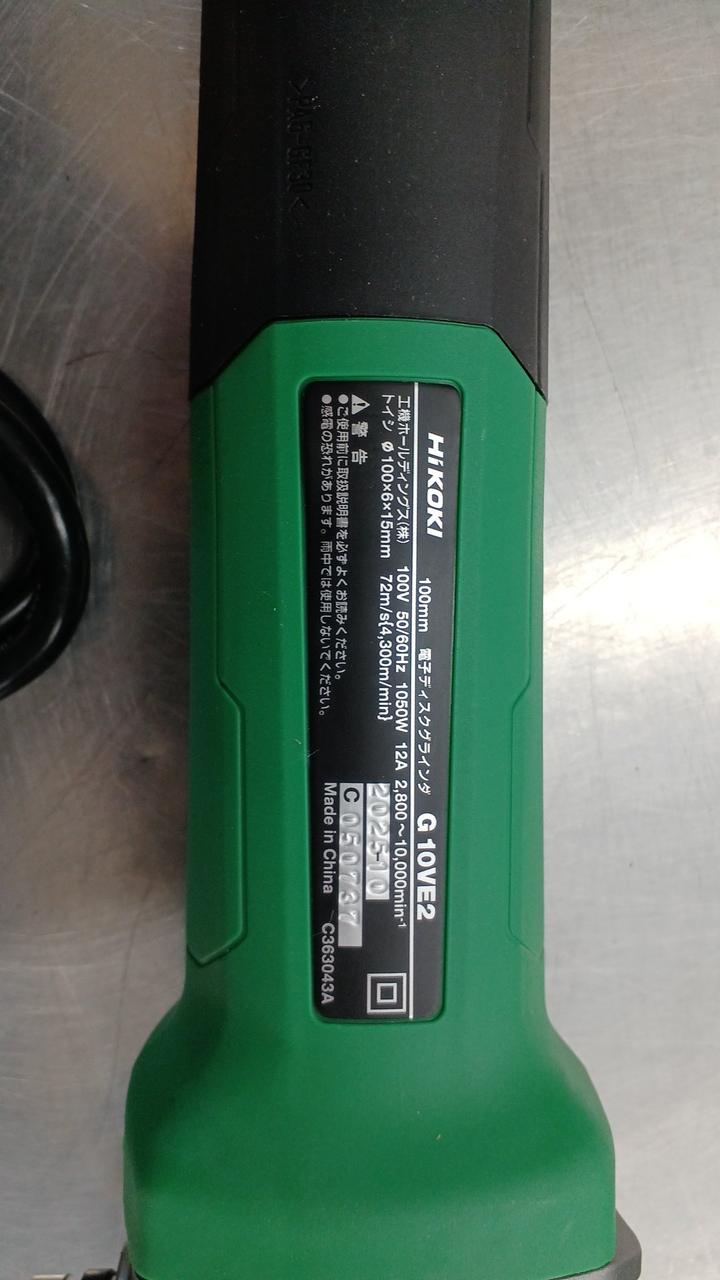 >PA6-GF30<
HiKOKI 100mm 電子ディスクグラインダ G 10VE2
工機ホールディングス(株) 100V 50/60Hz 1050W 12A 2,800～10,000min⁻¹
トイシ Φ100×6×15mm 72m/s{4,300m/min}
⚠警告
●ご使用前に取扱説明書を必ずよくお読みください。
●感電の恐れがあります。雨中では使用しないでください。
2025-10
C 050737
Made in China C363043A